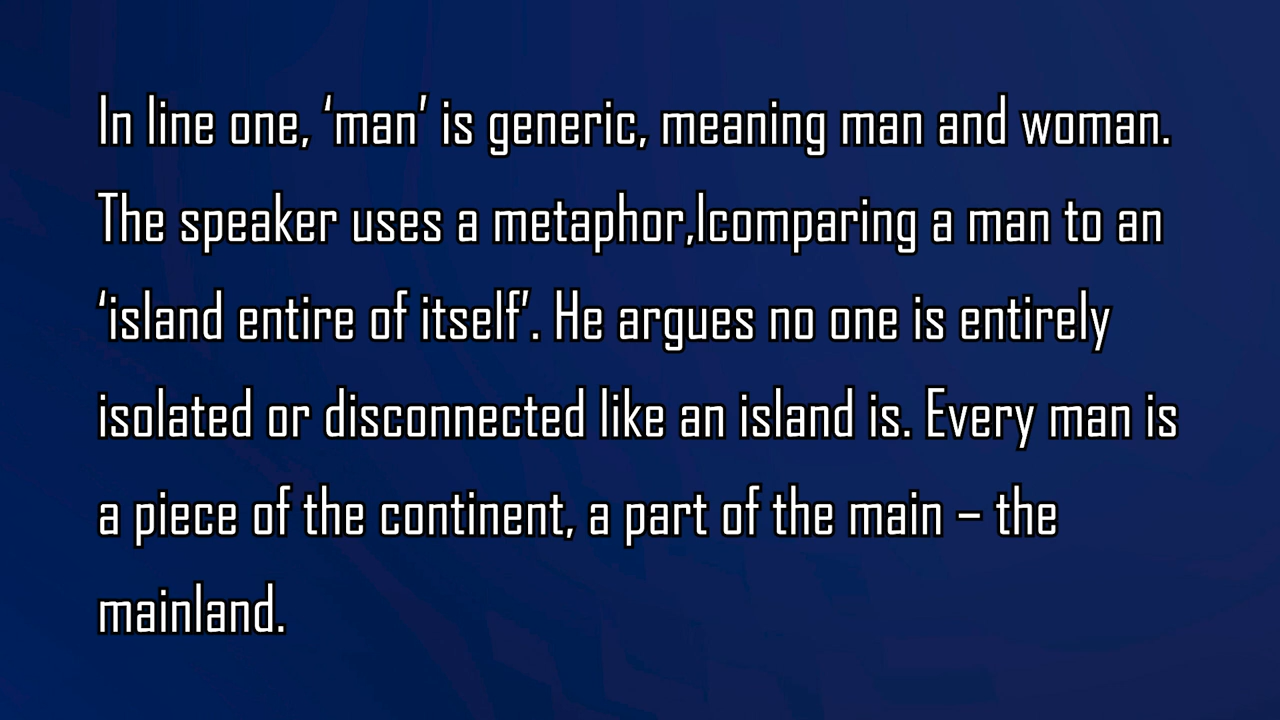 In line one, ‘man’ is generic, meaning man and woman.
The speaker uses a metaphor,lcomparing a man to an
‘island entire of itself’. He argues no one is entirely
isolated or disconnected like an island is. Every man is
a piece of the continent, a part of the main – the
mainland.